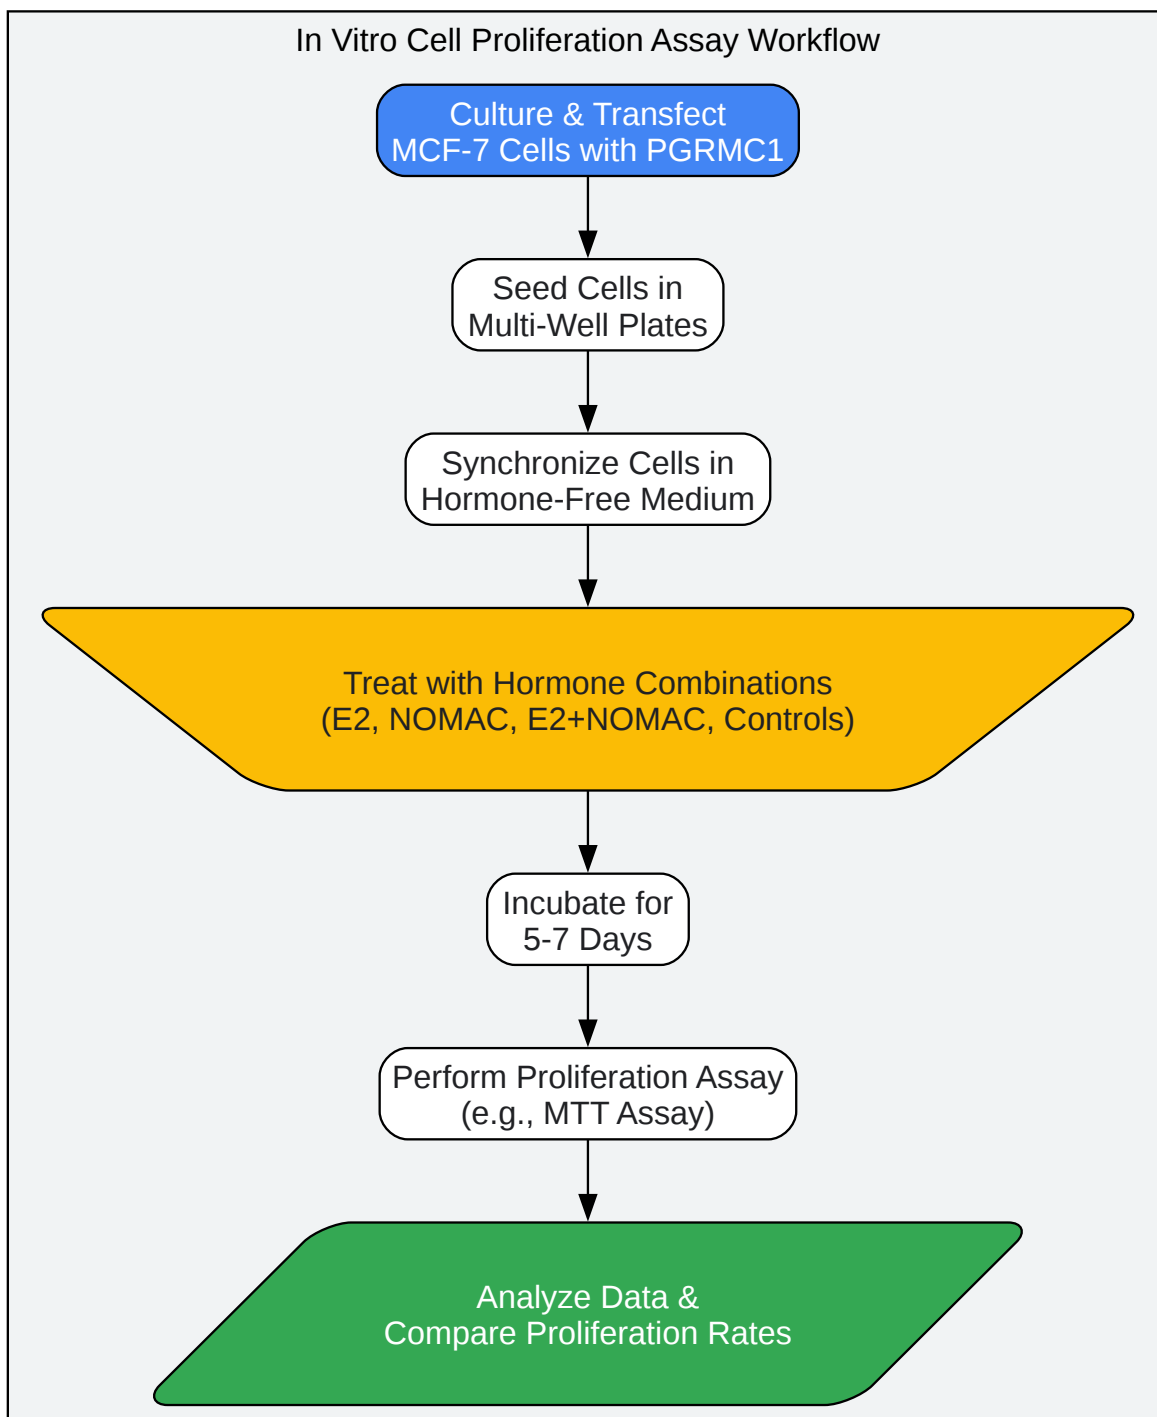 In Vitro Cell Proliferation Assay Workflow
Culture & Transfect
MCF-7 Cells with PGRMC1
Seed Cells in
Multi-Well Plates
Synchronize Cells in
Hormone-Free Medium
Treat with Hormone Combinations
(E2, NOMAC, E2+NOMAC, Controls)
Incubate for
5-7 Days
Perform Proliferation Assay
(e.g., MTT Assay)
Analyze Data &
Compare Proliferation Rates